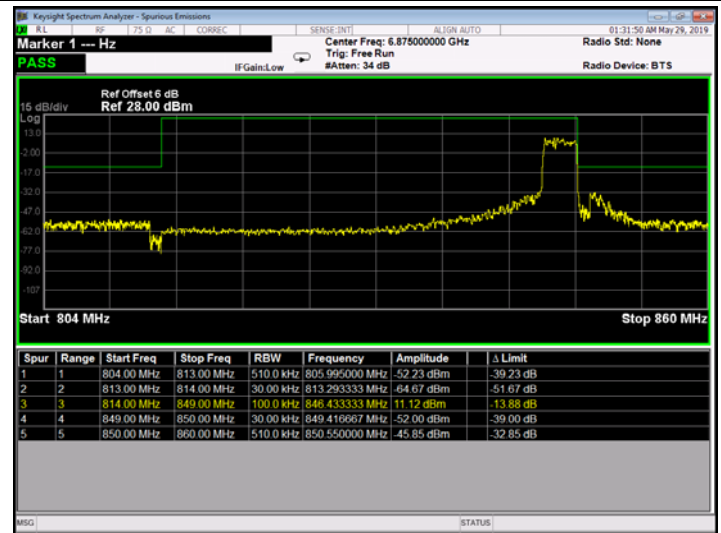 Keysight Spectrum Analyzer - Spurious Emissions
RL RF 75 Ω AC CORREC SENSE:INT ALIGN AUTO 01:31:50 AM May 29, 2019
Marker 1 --- Hz Center Freq: 6.875000000 GHz Radio Std: None
Trig: Free Run
PASS IFGain:Low #Atten: 34 dB Radio Device: BTS
Ref Offset 6 dB
15 dB/div Ref 28.00 dBm
Log
13.0
-2.00
-17.0
-32.0
-47.0
-62.0
-77.0
-92.0
-107
Start 804 MHz Stop 860 MHz
Spur Range Start Freq Stop Freq RBW Frequency Amplitude Δ Limit
1 1 804.00 MHz 813.00 MHz 510.0 kHz 805.995000 MHz -52.23 dBm -39.23 dB
2 2 813.00 MHz 814.00 MHz 30.00 kHz 813.293333 MHz -64.67 dBm -51.67 dB
3 3 814.00 MHz 849.00 MHz 100.0 kHz 846.433333 MHz 11.12 dBm -13.88 dB
4 4 849.00 MHz 850.00 MHz 30.00 kHz 849.416667 MHz -52.00 dBm -39.00 dB
5 5 850.00 MHz 860.00 MHz 510.0 kHz 850.550000 MHz -45.85 dBm -32.85 dB
MSG STATUS